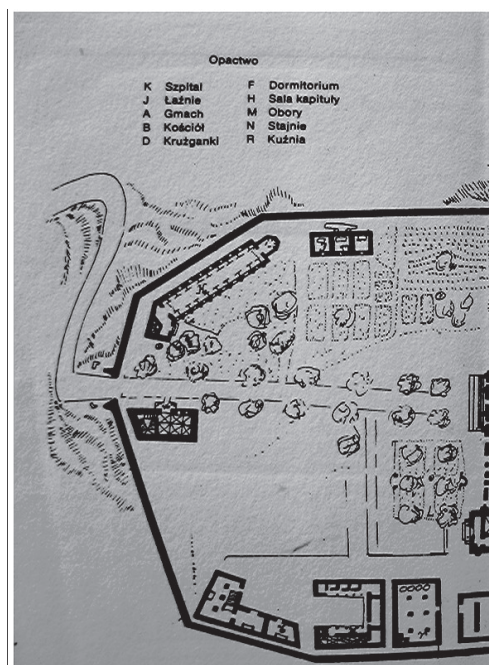 Opactwo
K Szpital
J Łaźnie
A Gmach
B Kościół
D Krużganki
F Dormitorium
H Sala kapituły
M Obory
N Stajnie
R Kuźnia